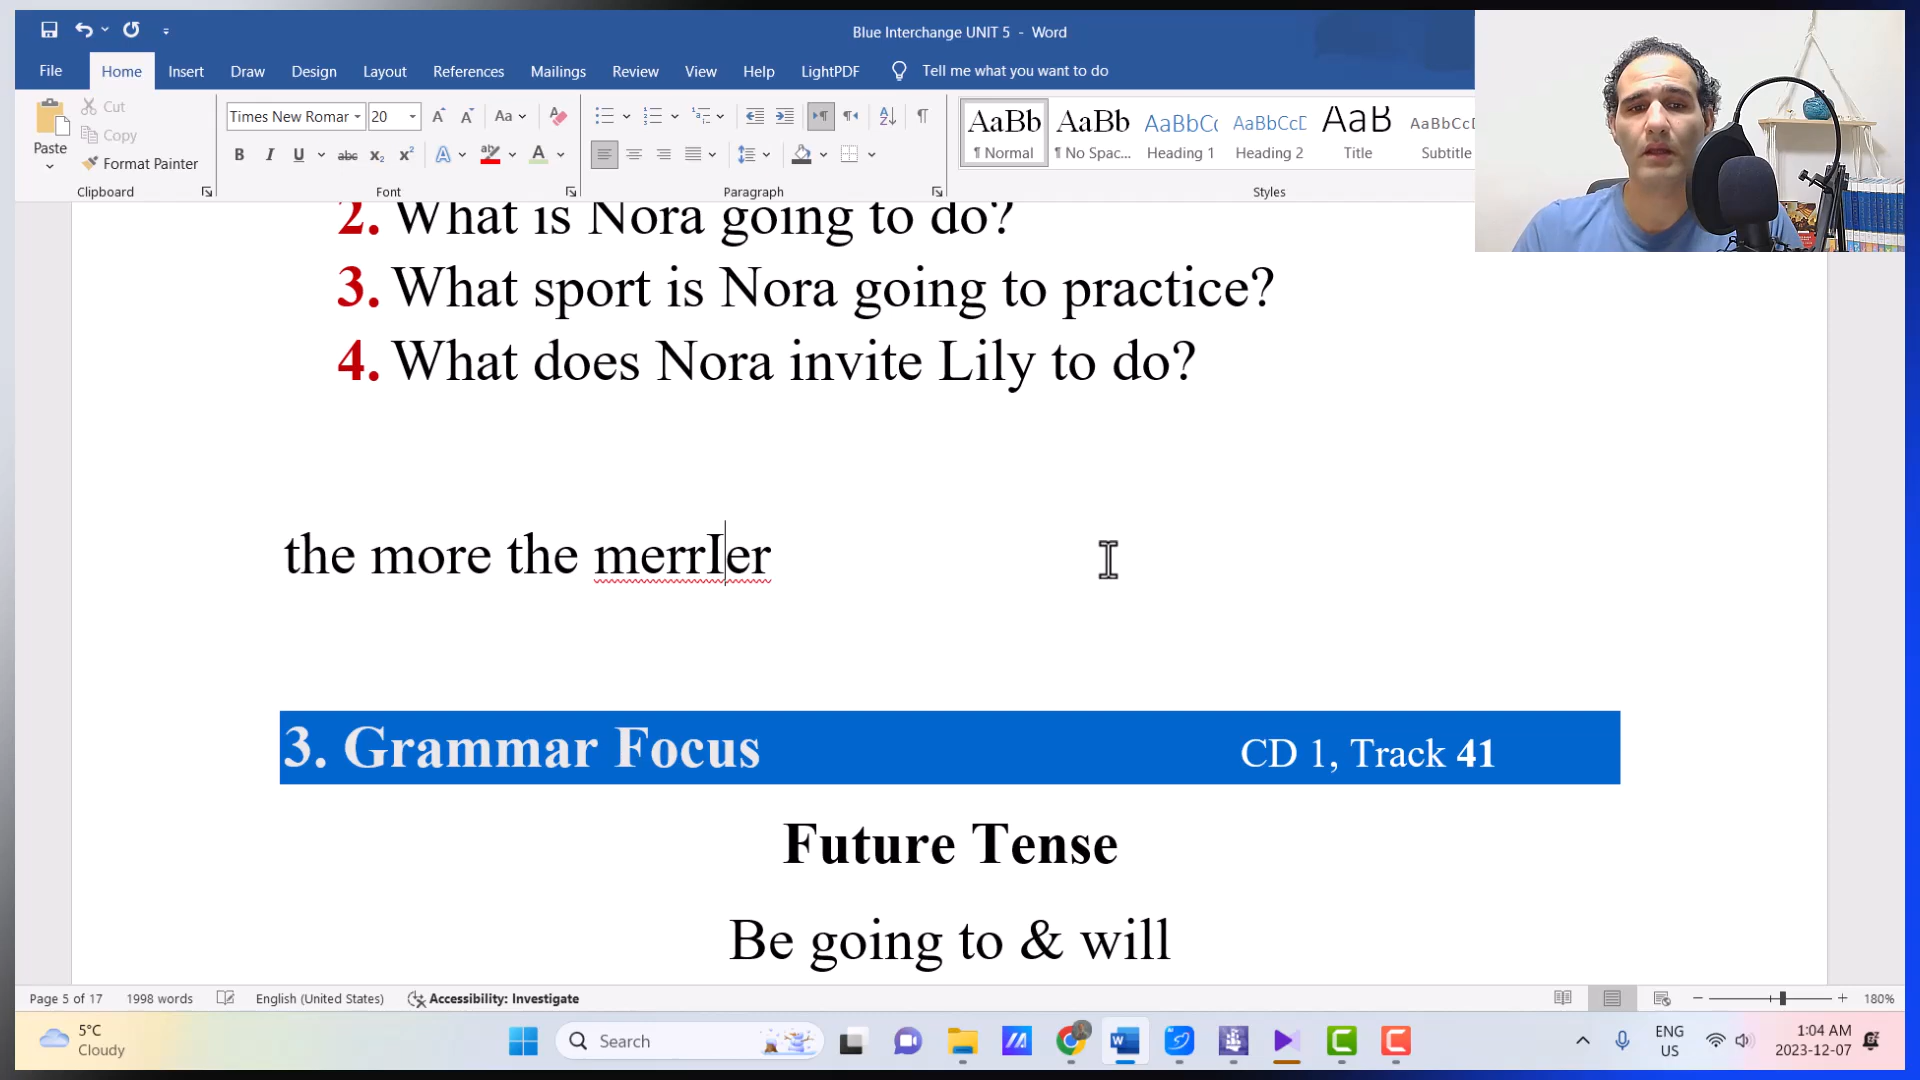 Blue Interchange UNIT 5 - Word
File Home Insert Draw Design Layout References Mailings Review View Help LightPDF Tell me what you want to do
Paste
Cut
Copy
Format Painter
Clipboard
Times New Romar 20
Font
Paragraph
AaBb
¶ Normal
AaBb
¶ No Spac...
AaBbC
Heading 1
AaBbCcD
Heading 2
AaB
Title
AaBbCcD
Subtitle
Styles
2. What is Nora going to do?
3. What sport is Nora going to practice?
4. What does Nora invite Lily to do?
the more the merrIer
3. Grammar Focus CD 1, Track 41
Future Tense
Be going to & will
Page 5 of 17 1998 words English (United States) Accessibility: Investigate 180%
5°C
Cloudy
Search
ENG
US
1:04 AM
2023-12-07